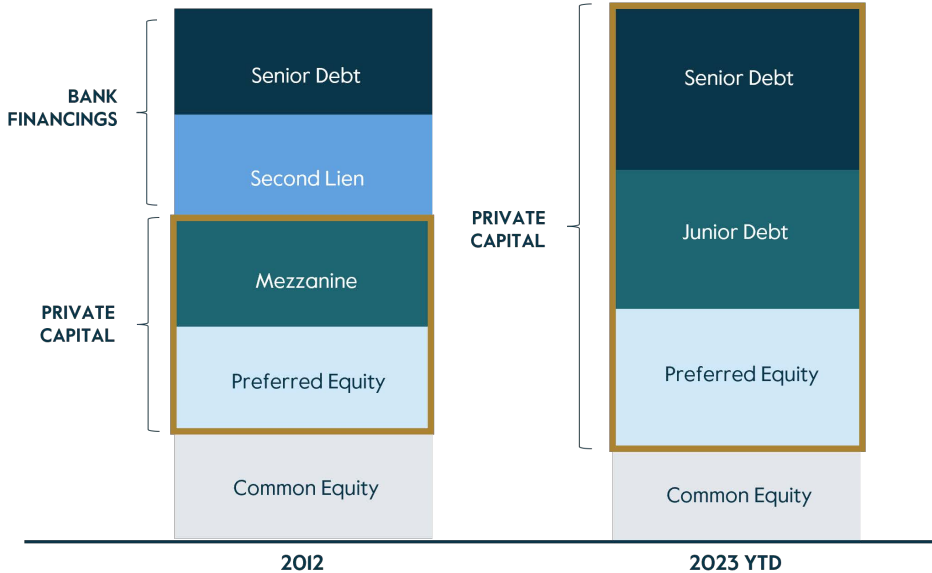 BANK
FINANCINGS
Senior Debt
Second Lien
PRIVATE
CAPITAL
Mezzanine
Preferred Equity
Common Equity
2012
PRIVATE
CAPITAL
Senior Debt
Junior Debt
Preferred Equity
Common Equity
2023 YTD